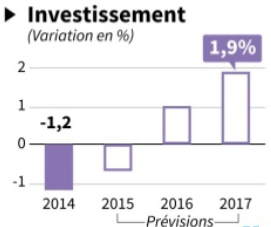 ▶ Investissement
(Variation en %)
1,9%
2
1
-1,2
0
-1
2014 2015 2016 2017
Prévisions